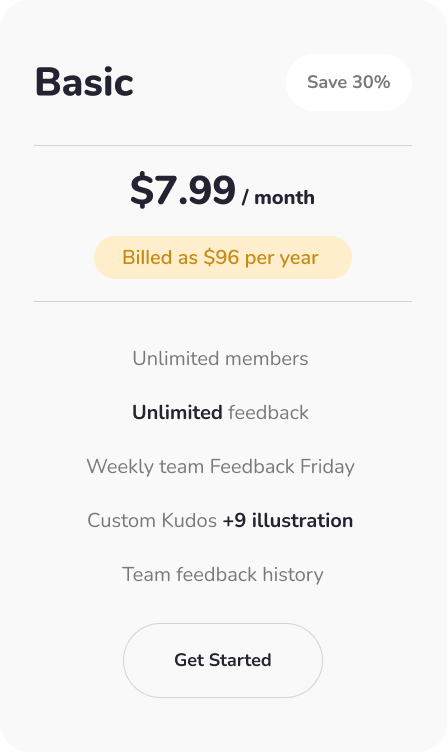 Basic
Save 30%
$7.99 / month
Billed as $96 per year
Unlimited members
Unlimited feedback
Weekly team Feedback Friday
Custom Kudos +9 illustration
Team feedback history
Get Started